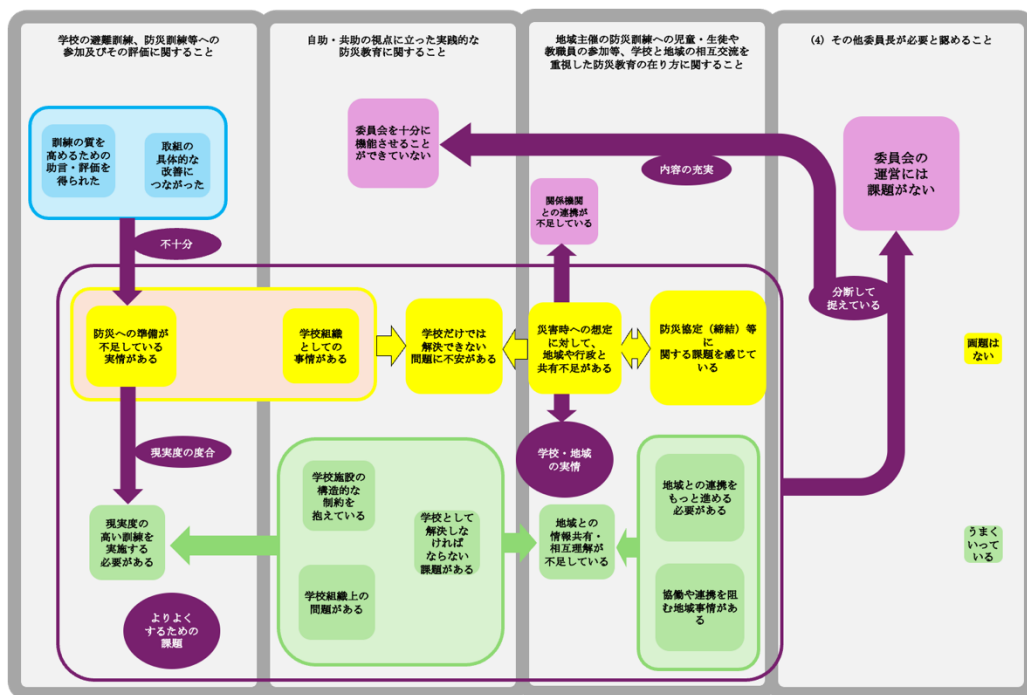 学校の避難訓練、防災訓練等への
参加及びその評価に関すること
自助・共助の視点に立った実践的な
防災教育に関すること
地域主催の防災訓練への児童・生徒や
教職員の参加等、学校と地域の相互交流を
重視した防災教育の在り方に関すること
(4) その他委員長が必要と認めること
訓練の質を
高めるための
助言・評価を
得られた
取組の
具体的な
改善に
つながった
委員会を十分に
機能させること
ができていない
内容の充実
委員会の
運営には
課題がない
関係機関
との連携が
不足している
不十分
分断して
捉えている
防災への準備が
不足している
実情がある
学校組織
としての
事情がある
学校だけでは
解決できない
問題に不安がある
災害時への想定
に対して、
地域や行政と
共有不足がある
防災協定(締結)等
に
関する課題を感じて
いる
画題は
ない
現実度の度合
学校・地域
の実情
学校施設の
構造的な
制約を
抱えている
学校として
解決しな
ければ
ならない
課題がある
学校組織上の
問題がある
現実度の
高い訓練を
実施する
必要がある
地域との
情報共有・
相互理解が
不足している
地域との連携を
もっと進める
必要がある
協働や連携を阻
む地域事情があ
る
うまく
いって
いる
よりよく
するための
課題